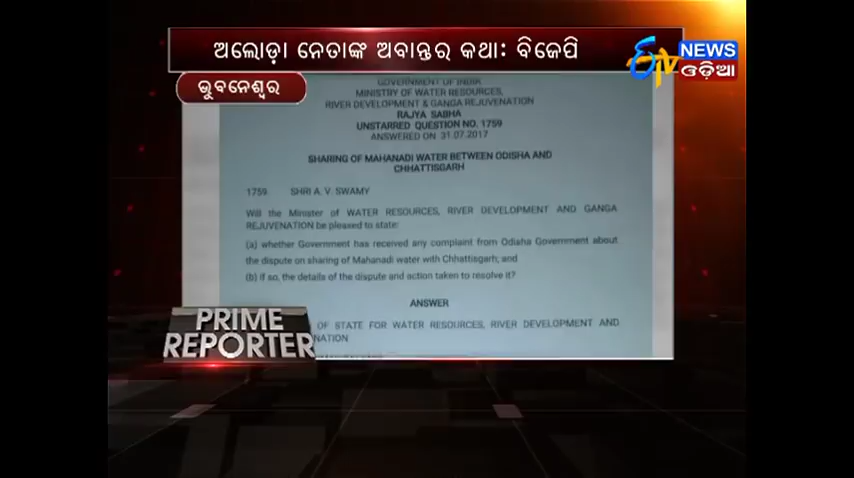 ଅଲୋଡ଼ା ନେତାଙ୍କ ଅବାନ୍ତର କଥା: ବିଜେପି
ETV NEWS
ଓଡ଼ିଆ
ଭୁବନେଶ୍ୱର
GOVERNMENT OF INDIA
MINISTRY OF WATER RESOURCES,
RIVER DEVELOPMENT & GANGA REJUVENATION
RAJYA SABHA
UNSTARRED QUESTION NO. 1759
ANSWERED ON 31.07.2017
SHARING OF MAHANADI WATER BETWEEN ODISHA AND
CHHATTISGARH
1759 SHRI A. V. SWAMY
Will the Minister of WATER RESOURCES, RIVER DEVELOPMENT AND GANGA
REJUVENATION be pleased to state:
(a) whether Government has received any complaint from Odisha Government about
the dispute on sharing of Mahanadi water with Chhattisgarh; and
(b) if so, the details of the dispute and action taken to resolve it?
ANSWER
OF STATE FOR WATER RESOURCES, RIVER DEVELOPMENT AND
NATION
PRIME
REPORTER